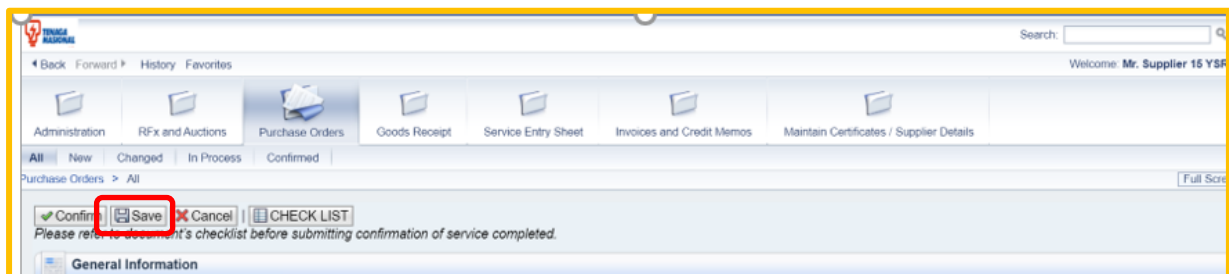 TENAGA
NASIONAL
Search:
Back Forward History Favorites
Welcome: Mr. Supplier 15 YSR
Administration RFx and Auctions Purchase Orders Goods Receipt Service Entry Sheet Invoices and Credit Memos Maintain Certificates / Supplier Details
All New Changed In Process Confirmed
Purchase Orders > All Full Scre
Confirm Save Cancel | CHECK LIST
Please refer to document's checklist before submitting confirmation of service completed.
General Information